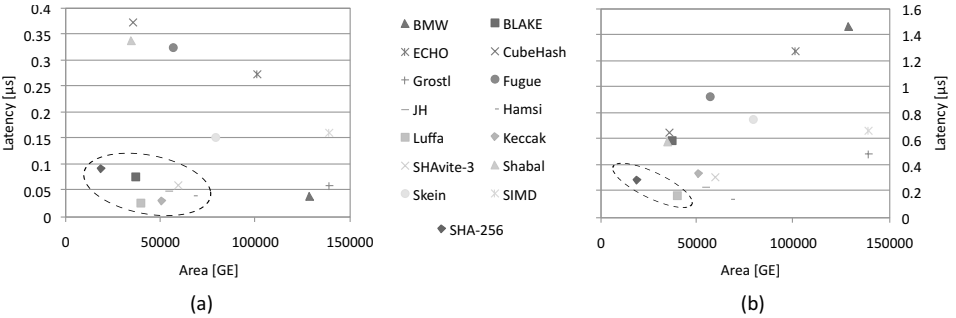 Latency [µs]
0.4
0.35
0.3
0.25
0.2
0.15
0.1
0.05
0
0
50000
100000
150000
Area [GE]
(a)
BMW
BLAKE
ECHO
CubeHash
Grostl
Fugue
JH
Hamsi
Luffa
Keccak
SHAvite-3
Shabal
Skein
SIMD
SHA-256
Latency [µs]
1.6
1.4
1.2
1
0.8
0.6
0.4
0.2
0
Latency [µs]
0
50000
100000
150000
Area [GE]
(b)